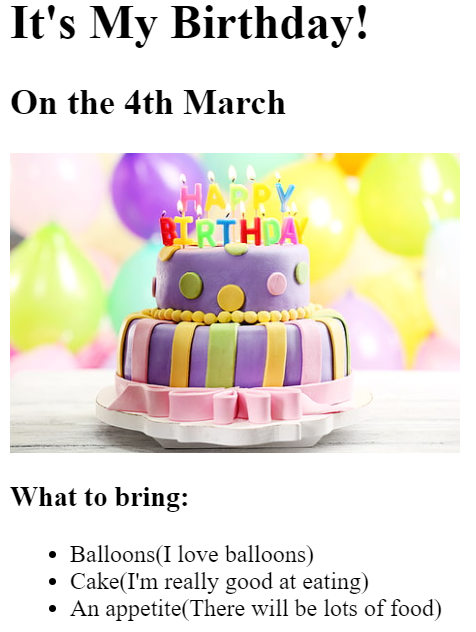 It's My Birthday!
On the 4th March
HAPPY
BIRTHDAY
What to bring:
Balloons(I love balloons)
Cake(I'm really good at eating)
An appetite(There will be lots of food)